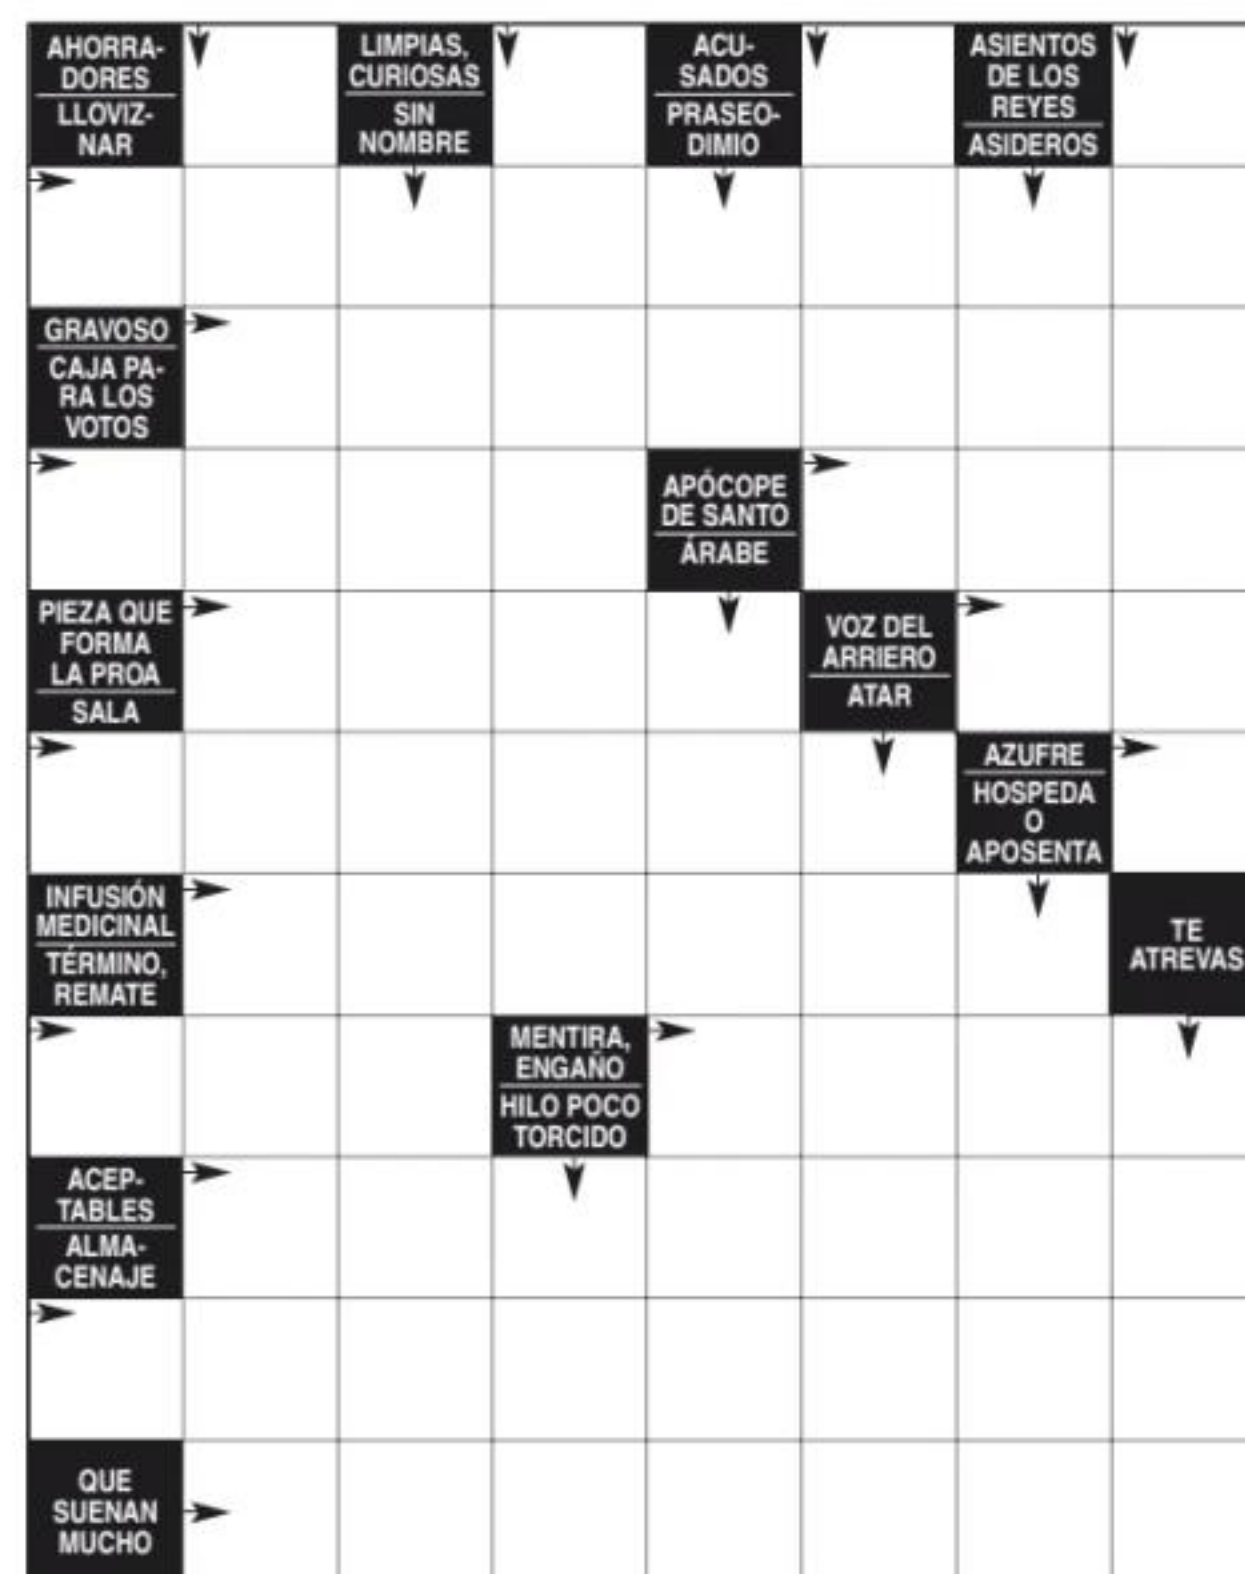 AHORRA-
DORES
LLOVIZ-
NAR
LIMPIAS,
CURIOSAS
SIN
NOMBRE
ACU-
SADOS
PRASEO-
DIMIO
ASIENTOS
DE LOS
REYES
ASIDEROS
GRAVOSO
CAJA PA-
RA LOS
VOTOS
APÓCOPE
DE SANTO
ÁRABE
PIEZA QUE
FORMA
LA PROA
SALA
VOZ DEL
ARRIERO
ATAR
AZUFRE
HOSPEDA
O
APOSENTA
INFUSIÓN
MEDICINAL
TÉRMINO,
REMATE
TE
ATREVAS
MENTIRA,
ENGAÑO
HILO POCO
TORCIDO
ACEP-
TABLES
ALMA-
CENAJE
QUE
SUENAN
MUCHO